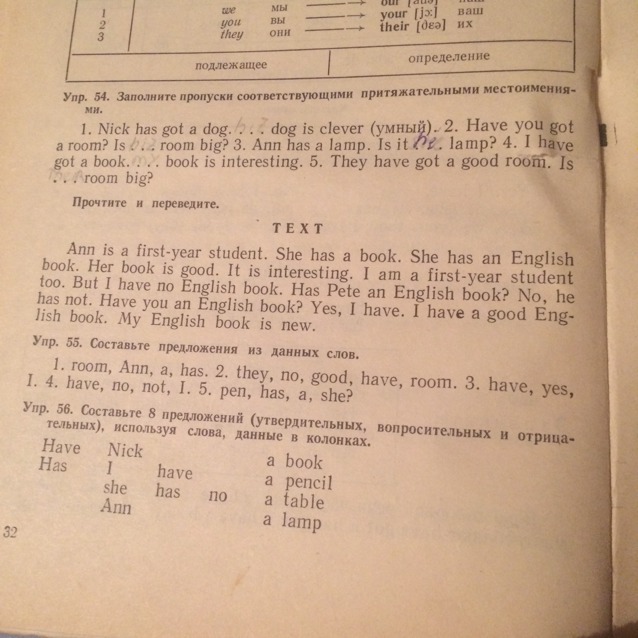 1 we мы our
2 you вы your [jɔ:] ваш
3 they они their [ðɛə] их
подлежащее определение
Упр. 54. Заполните пропуски соответствующими притяжательными местоимения-
ми.
1. Nick has got a dog. . . . dog is clever (умный). 2. Have you got
a room? Is . . . room big? 3. Ann has a lamp. Is it he. lamp? 4. I have
got a book. . . . book is interesting. 5. They have got a good room. Is
. . . room big?
Прочтите и переведите.
TEXT
Ann is a first-year student. She has a book. She has an English
book. Her book is good. It is interesting. I am a first-year student
too. But I have no English book. Has Pete an English book? No, he
has not. Have you an English book? Yes, I have. I have a good Eng-
lish book. My English book is new.
Упр. 55. Составьте предложения из данных слов.
1. room, Ann, a, has. 2. they, no, good, have, room. 3. have, yes,
I. 4. have, no, not, I. 5. pen, has, a, she?
Упр. 56. Составьте 8 предложений (утвердительных, вопросительных и отрица-
тельных), используя слова, данные в колонках.
Have Nick a book
Has I have a pencil
she has no a table
Ann a lamp
32